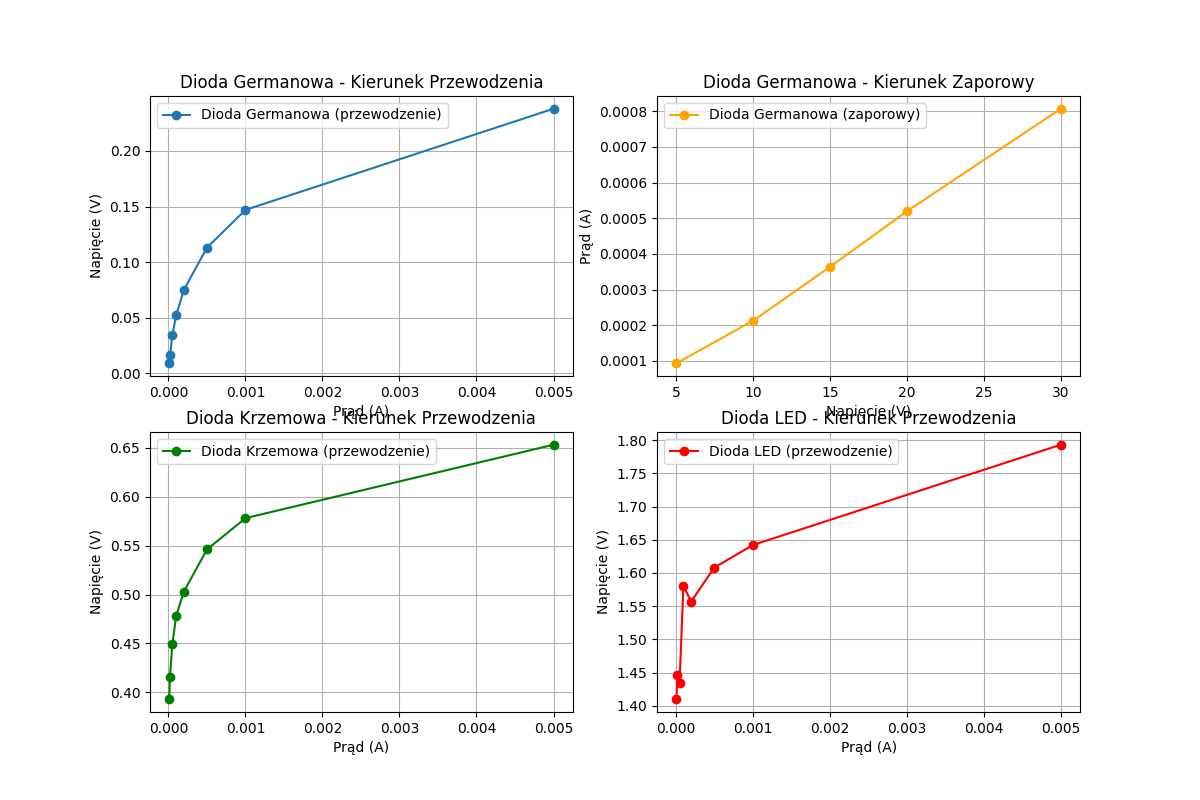 Dioda Germanowa - Kierunek Przewodzenia
Dioda Germanowa (przewodzenie)
Napięcie (V)
0.20
0.15
0.10
0.05
0.00
0.000 0.001 0.002 0.003 0.004 0.005
Prąd (A)
Dioda Germanowa - Kierunek Zaporowy
Dioda Germanowa (zaporowy)
Prąd (A)
0.0008
0.0007
0.0006
0.0005
0.0004
0.0003
0.0002
0.0001
5 10 15 20 25 30
Napięcie (V)
Dioda Krzemowa - Kierunek Przewodzenia
Dioda Krzemowa (przewodzenie)
Napięcie (V)
0.65
0.60
0.55
0.50
0.45
0.40
0.000 0.001 0.002 0.003 0.004 0.005
Prąd (A)
Dioda LED - Kierunek Przewodzenia
Dioda LED (przewodzenie)
Napięcie (V)
1.80
1.75
1.70
1.65
1.60
1.55
1.50
1.45
1.40
0.000 0.001 0.002 0.003 0.004 0.005
Prąd (A)